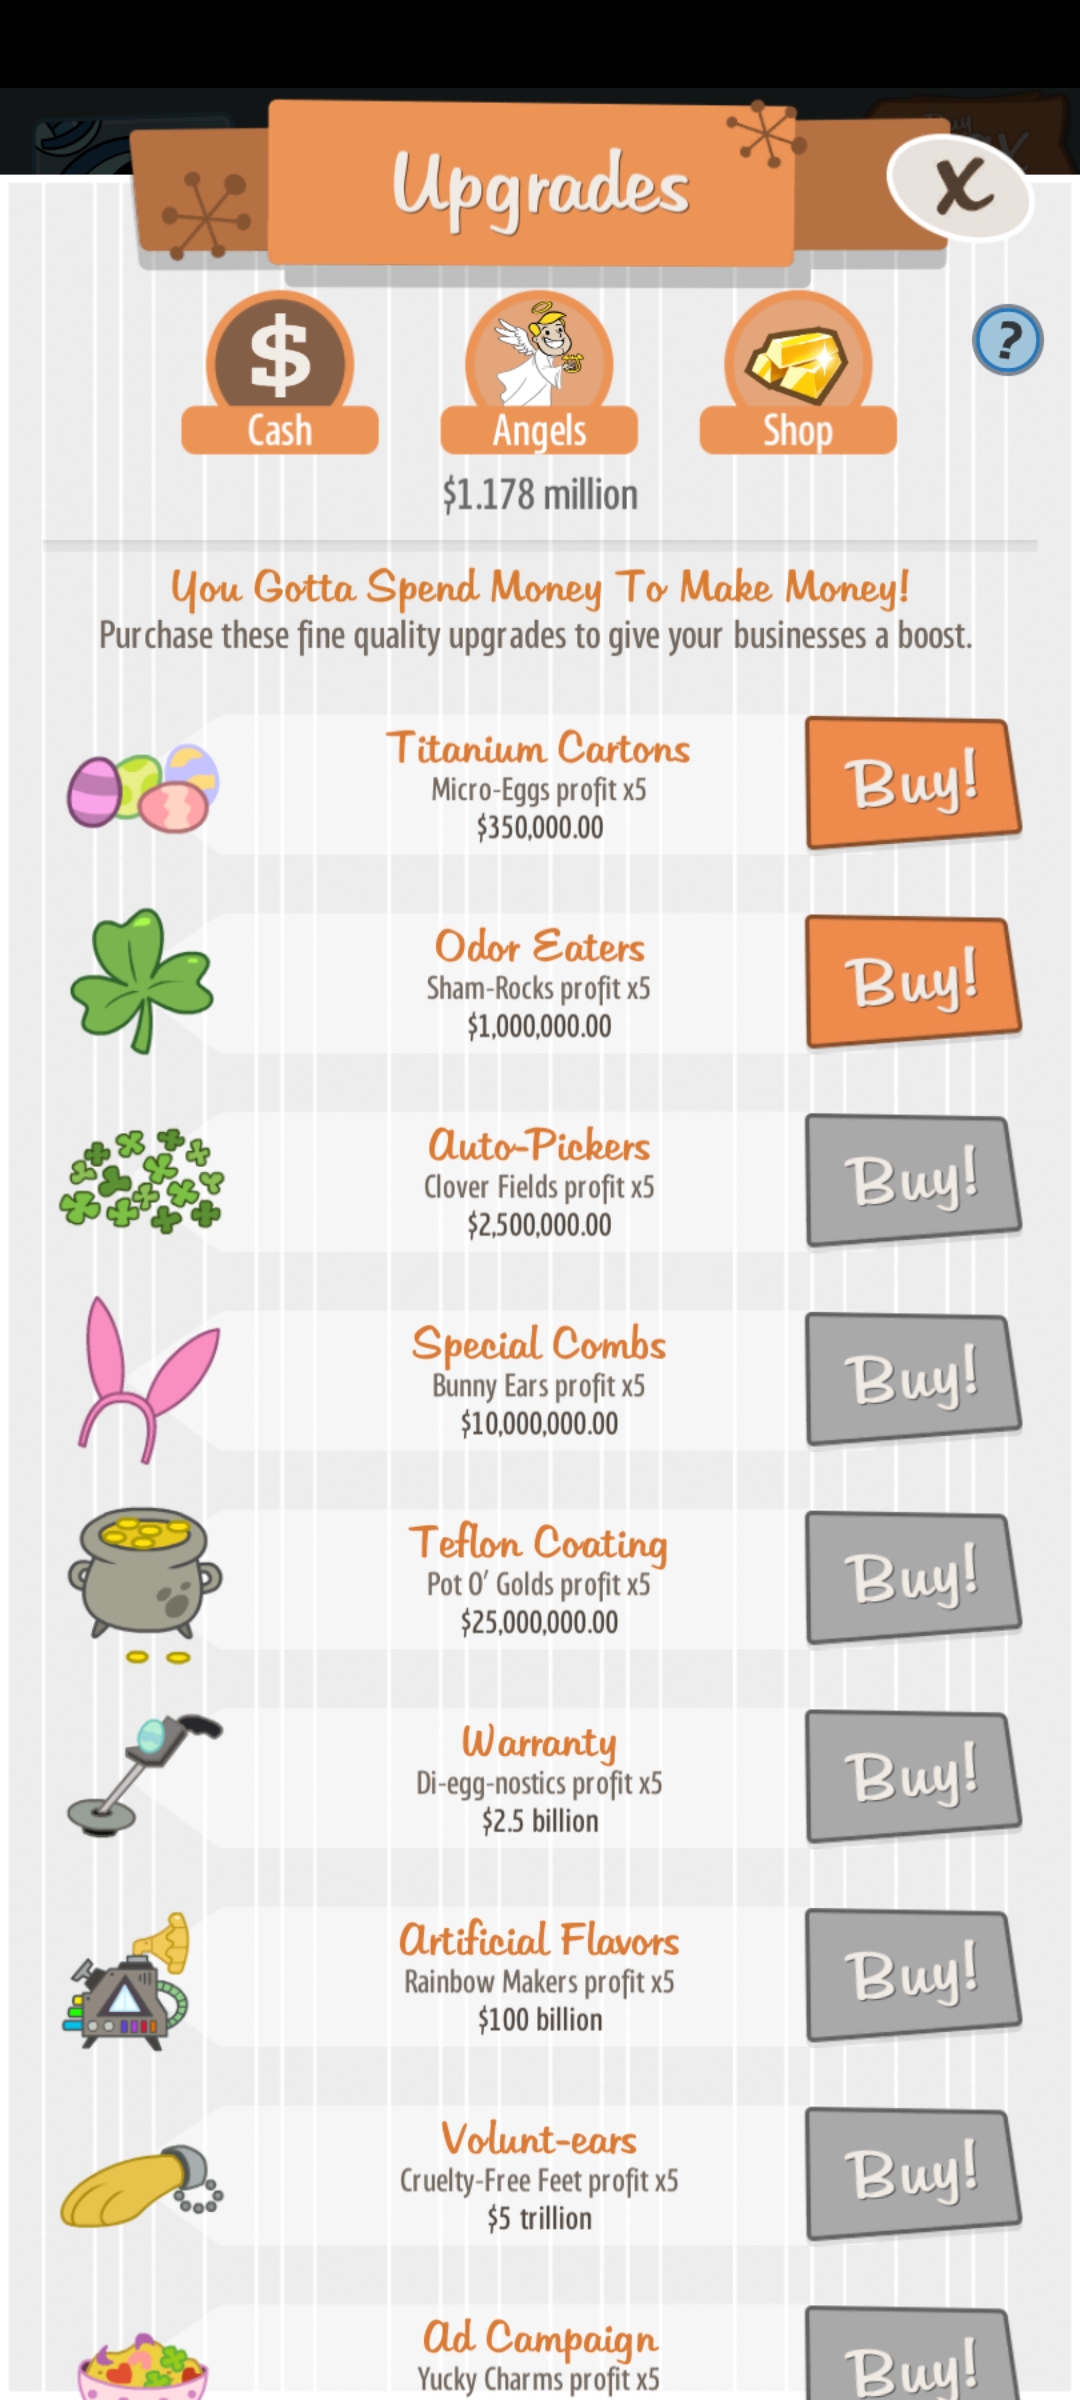 Upgrades
X
$
?
Cash
Angels
Shop
$1.178 million
You Gotta Spend Money To Make Money!
Purchase these fine quality upgrades to give your businesses a boost.
Titanium Cartons
Micro-Eggs profit x5
$350,000.00
Buy!
Odor Eaters
Sham-Rocks profit x5
$1,000,000.00
Buy!
Auto-Pickers
Clover Fields profit x5
$2,500,000.00
Buy!
Special Combs
Bunny Ears profit x5
$10,000,000.00
Buy!
Teflon Coating
Pot O' Golds profit x5
$25,000,000.00
Buy!
Warranty
Di-egg-nostics profit x5
$2.5 billion
Buy!
Artificial Flavors
Rainbow Makers profit x5
$100 billion
Buy!
Volunt-ears
Cruelty-Free Feet profit x5
$5 trillion
Buy!
Ad Campaign
Yucky Charms profit x5
Buy!